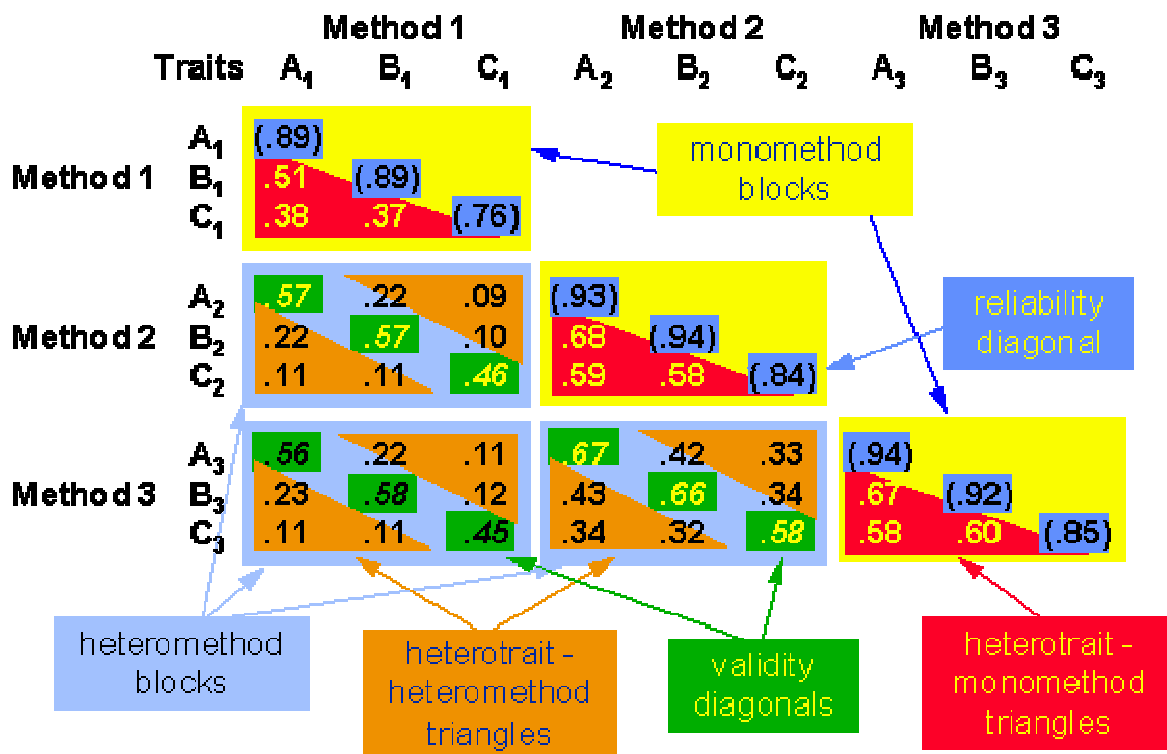 Method 1 Method 2 Method 3
Traits A₁ B₁ C₁ A₂ B₂ C₂ A₃ B₃ C₃
A₁ (.89)
Method 1 B₁ .51 (.89)
C₁ .38 .37 (.76)
monomethod
blocks
A₂ .57 .22 .09 (.93)
Method 2 B₂ .22 .57 .10 .68 (.94)
C₂ .11 .11 .46 .59 .58 (.84)
reliability
diagonal
A₃ .56 .22 .11 .67 .42 .33 (.94)
Method 3 B₃ .23 .58 .12 .43 .66 .34 .67 (.92)
C₃ .11 .11 .45 .34 .32 .58 .58 .60 (.85)
heteromethod
blocks
heterotrait -
heteromethod
triangles
validity
diagonals
heterotrait -
monomethod
triangles